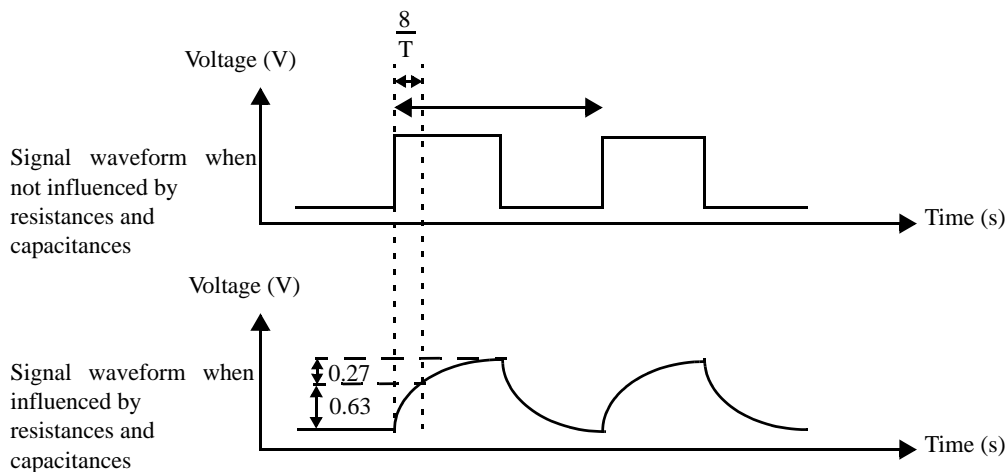 8
T
Voltage (V)
Signal waveform when
not influenced by
resistances and
capacitances
Time (s)
Voltage (V)
Signal waveform when
influenced by
resistances and
capacitances
0.27
0.63
Time (s)